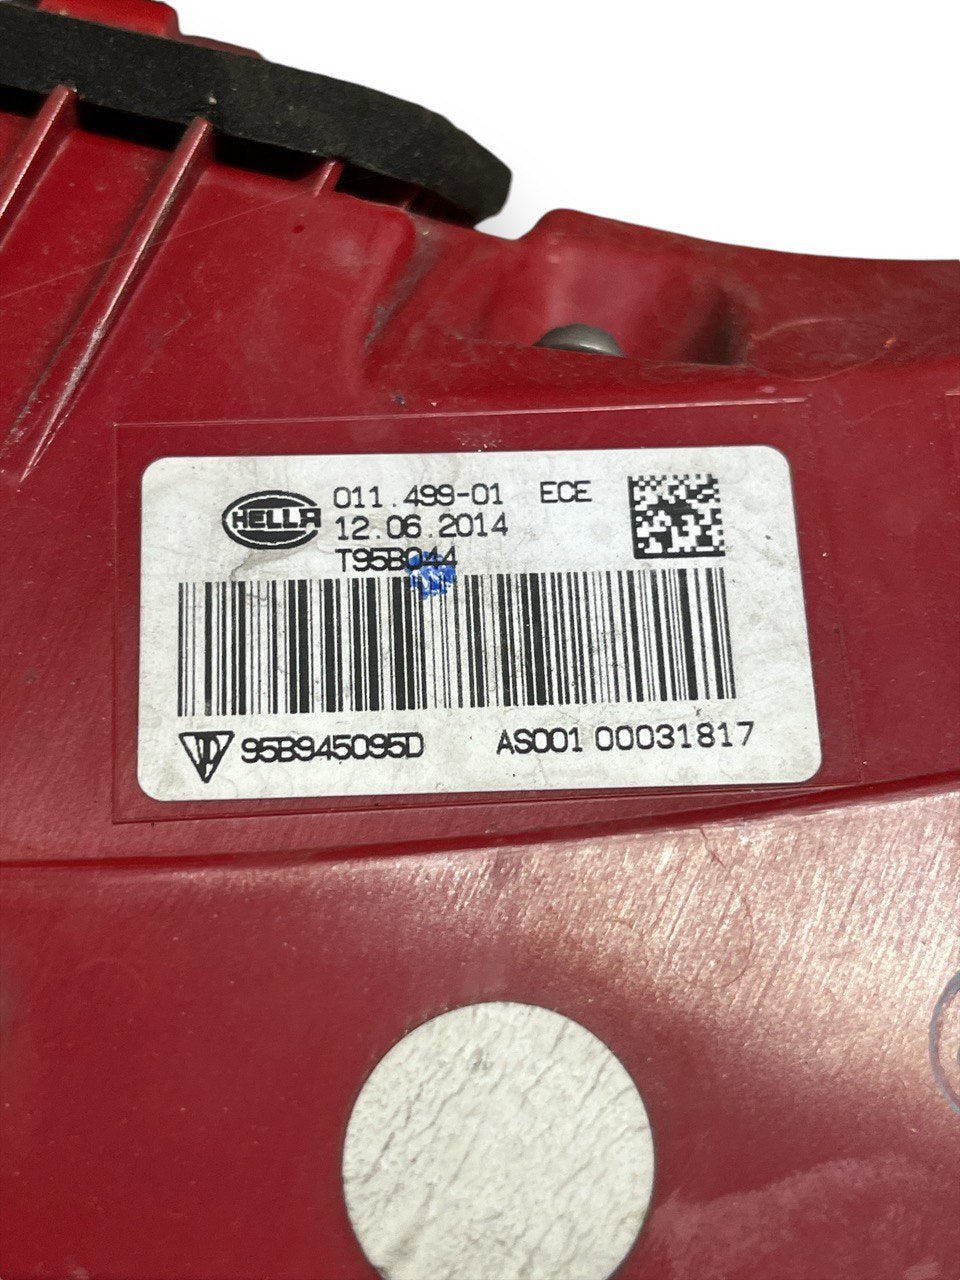 HELLA 011.499-01 ECE
12.06.2014
T95B044
95B945095D AS001 00031817